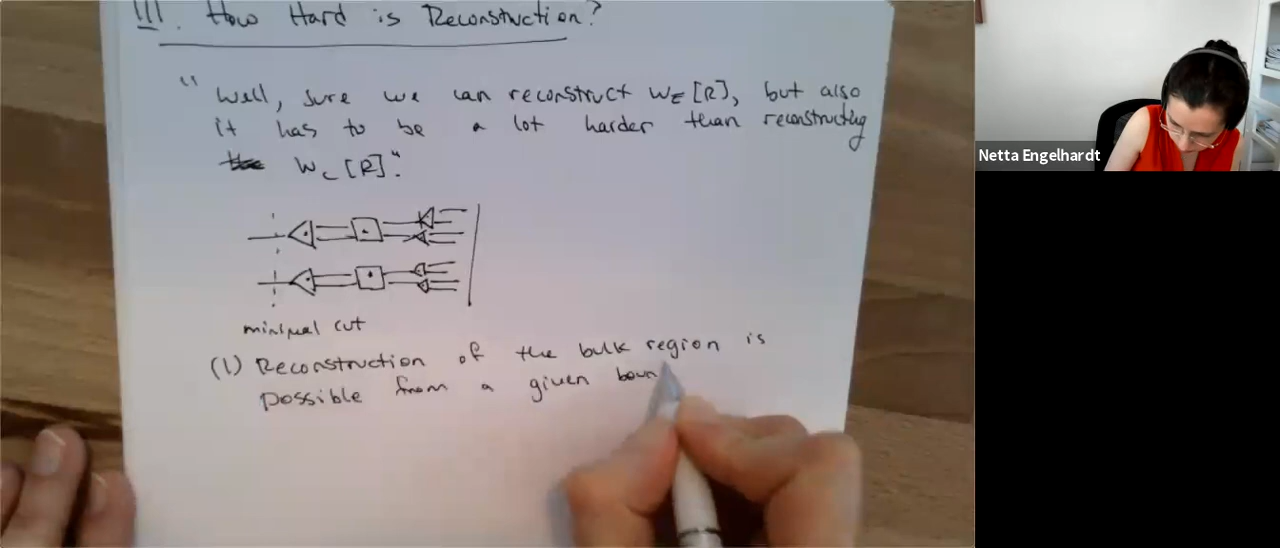 III. How Hard is Reconstruction?
"Well, sure we can reconstruct W_E[R], but also
it has to be a lot harder than reconstructing
W_C[R]."
minimal cut
(1) Reconstruction of the bulk region is
possible from a given boun
Netta Engelhardt